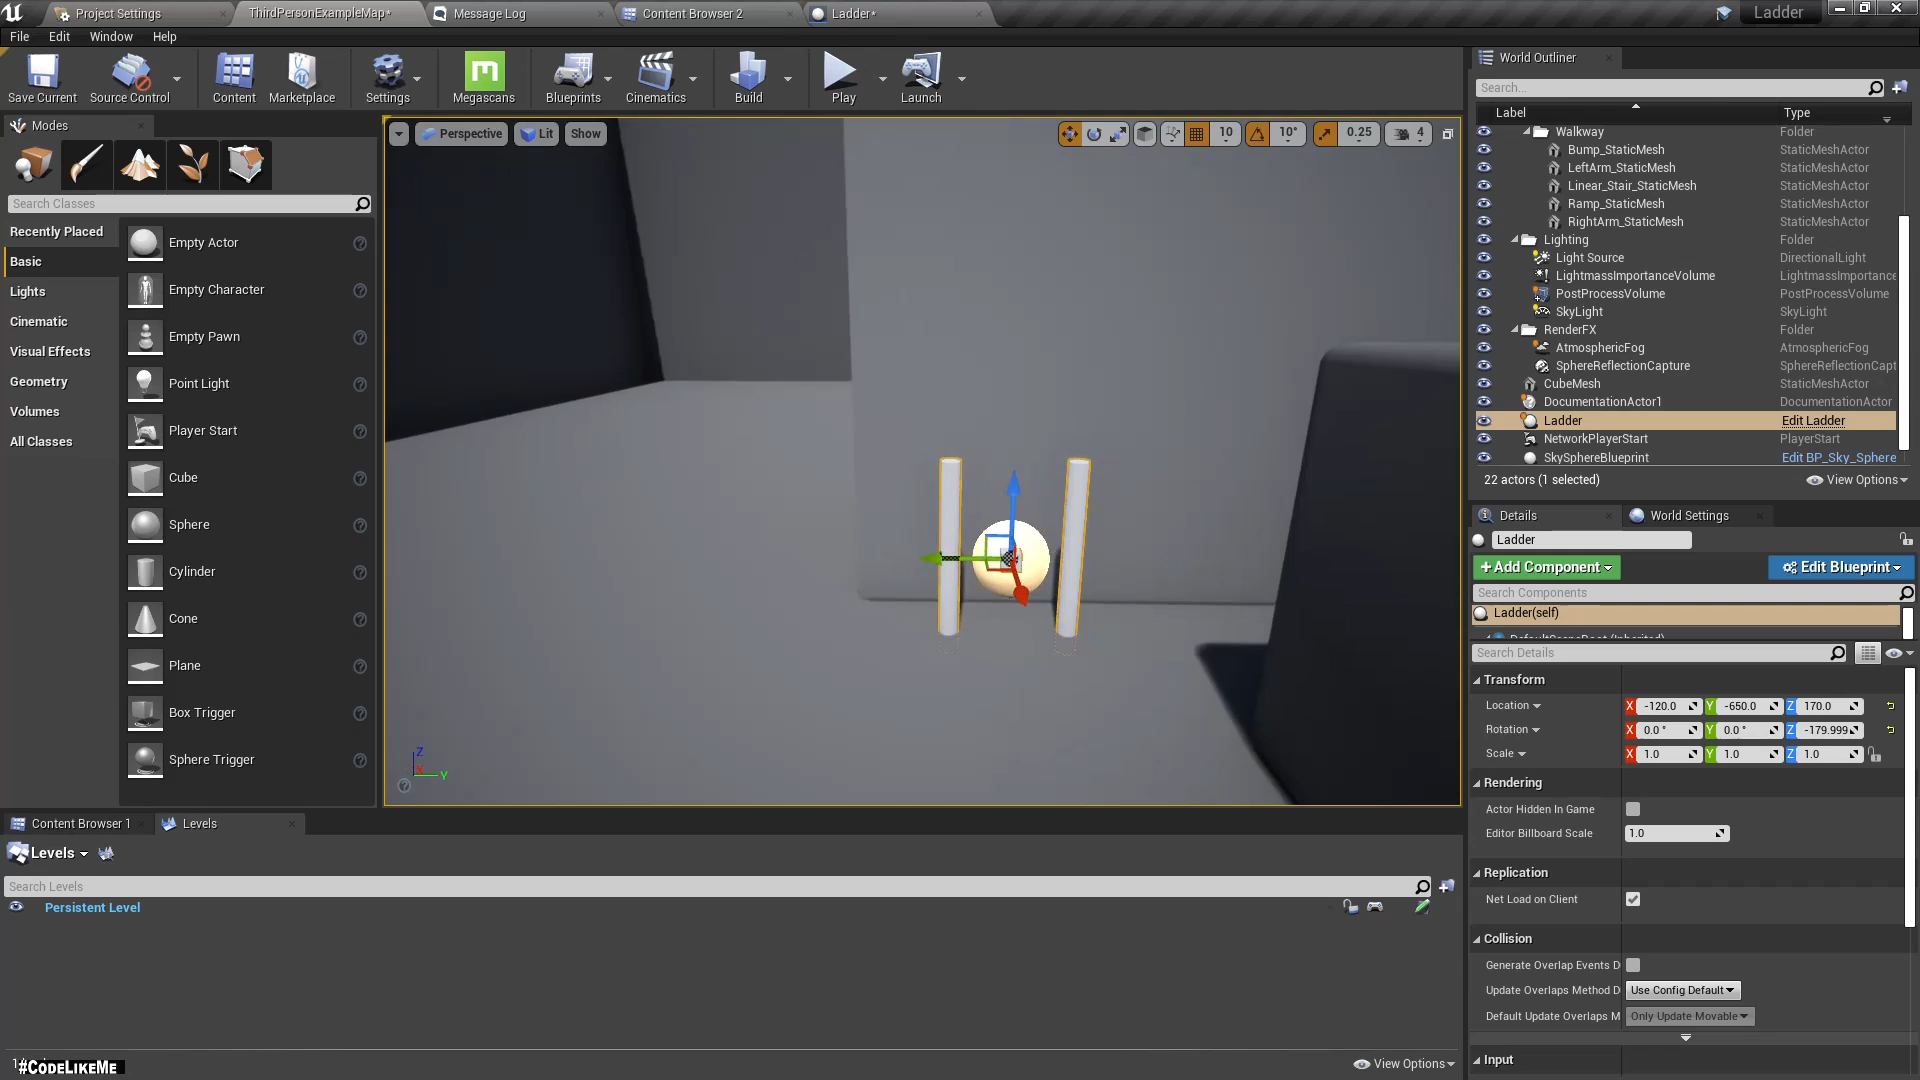 Project Settings
ThirdPersonExampleMap*
Message Log
Content Browser 2
Ladder*
Ladder
File Edit Window Help
Save Current
Source Control
Content
Marketplace
Settings
Megascans
Blueprints
Cinematics
Build
Play
Launch
Modes
Search Classes
Recently Placed
Basic
Lights
Cinematic
Visual Effects
Geometry
Volumes
All Classes
Empty Actor
Empty Character
Empty Pawn
Point Light
Player Start
Cube
Sphere
Cylinder
Cone
Plane
Box Trigger
Sphere Trigger
Perspective Lit Show
10 10° 0.25 4
Z
X
Y
World Outliner
Search...
Label Type
Walkway Folder
Bump_StaticMesh StaticMeshActor
LeftArm_StaticMesh StaticMeshActor
Linear_Stair_StaticMesh StaticMeshActor
Ramp_StaticMesh StaticMeshActor
RightArm_StaticMesh StaticMeshActor
Lighting Folder
Light Source DirectionalLight
LightmassImportanceVolume LightmassImportance
PostProcessVolume PostProcessVolume
SkyLight SkyLight
RenderFX Folder
AtmosphericFog AtmosphericFog
SphereReflectionCapture SphereReflectionCapt
CubeMesh StaticMeshActor
DocumentationActor1 DocumentationActor
Ladder Edit Ladder
NetworkPlayerStart PlayerStart
SkySphereBlueprint Edit BP_Sky_Sphere
22 actors (1 selected) View Options
Details World Settings
Ladder
+Add Component Edit Blueprint
Search Components
Ladder(self)
DefaultSceneRoot (Inherited)
Search Details
Transform
Location X -120.0 Y -650.0 Z 170.0
Rotation X 0.0 ° Y 0.0 ° Z -179.999
Scale X 1.0 Y 1.0 Z 1.0
Rendering
Actor Hidden In Game
Editor Billboard Scale 1.0
Replication
Net Load on Client
Collision
Generate Overlap Events D
Update Overlaps Method D Use Config Default
Default Update Overlaps M Only Update Movable
Input
Content Browser 1 Levels
Levels
Search Levels
Persistent Level
#CodeLikeMe
View Options